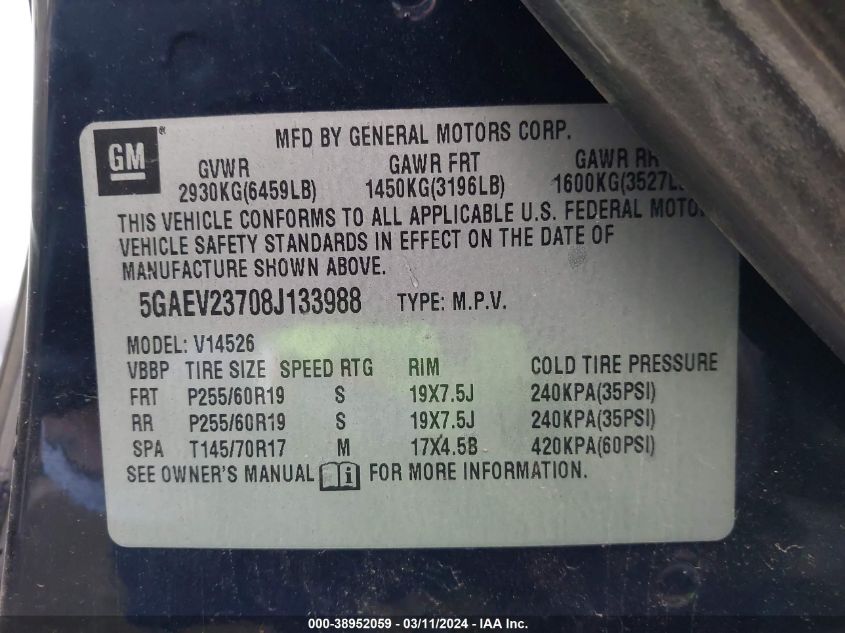 GM ® MFD BY GENERAL MOTORS CORP.
GVWR GAWR FRT GAWR RR
2930KG(6459LB) 1450KG(3196LB) 1600KG(3527L
THIS VEHICLE CONFORMS TO ALL APPLICABLE U.S. FEDERAL MOTO
VEHICLE SAFETY STANDARDS IN EFFECT ON THE DATE OF
MANUFACTURE SHOWN ABOVE.
5GAEV23708J133988 TYPE: M.P.V.
MODEL: V14526
VBBP TIRE SIZE SPEED RTG RIM COLD TIRE PRESSURE
FRT P255/60R19 S 19X7.5J 240KPA(35PSI)
RR P255/60R19 S 19X7.5J 240KPA(35PSI)
SPA T145/70R17 M 17X4.5B 420KPA(60PSI)
SEE OWNER'S MANUAL i FOR MORE INFORMATION.
000-38952059 - 03/11/2024 - IAA Inc.